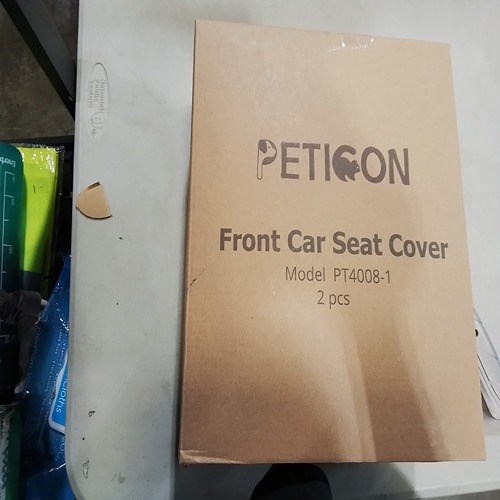 PETICON
Front Car Seat Cover
Model PT4008-1
2 pcs